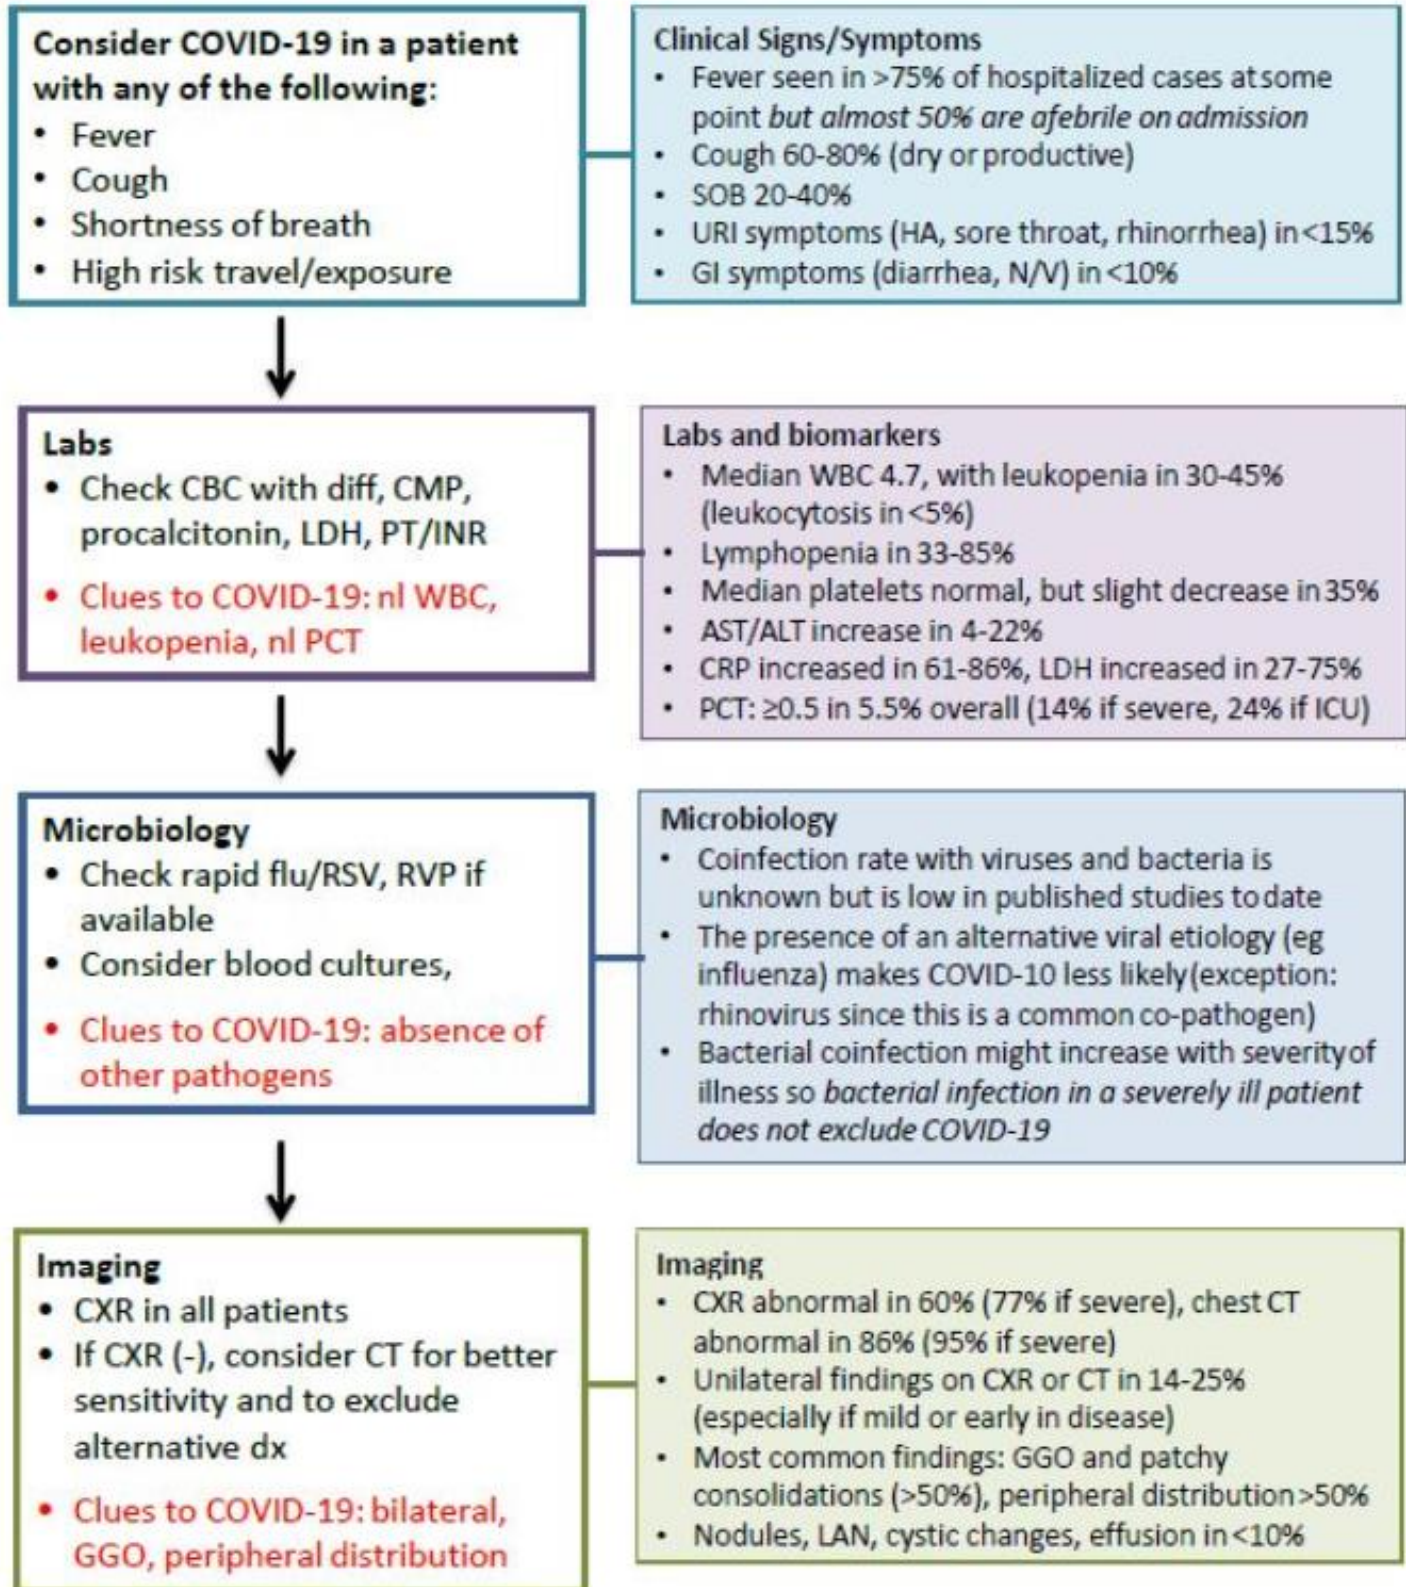 Consider COVID-19 in a patient
with any of the following:
• Fever
• Cough
• Shortness of breath
• High risk travel/exposure
Clinical Signs/Symptoms
• Fever seen in >75% of hospitalized cases at some
point but almost 50% are afebrile on admission
• Cough 60-80% (dry or productive)
• SOB 20-40%
• URI symptoms (HA, sore throat, rhinorrhea) in <15%
• GI symptoms (diarrhea, N/V) in <10%
Labs
• Check CBC with diff, CMP,
procalcitonin, LDH, PT/INR
• Clues to COVID-19: nl WBC,
leukopenia, nl PCT
Labs and biomarkers
• Median WBC 4.7, with leukopenia in 30-45%
(leukocytosis in <5%)
• Lymphopenia in 33-85%
• Median platelets normal, but slight decrease in 35%
• AST/ALT increase in 4-22%
• CRP increased in 61-86%, LDH increased in 27-75%
• PCT: ≥0.5 in 5.5% overall (14% if severe, 24% if ICU)
Microbiology
• Check rapid flu/RSV, RVP if
available
• Consider blood cultures,
• Clues to COVID-19: absence of
other pathogens
Microbiology
• Coinfection rate with viruses and bacteria is
unknown but is low in published studies to date
• The presence of an alternative viral etiology (eg
influenza) makes COVID-10 less likely (exception:
rhinovirus since this is a common co-pathogen)
• Bacterial coinfection might increase with severity of
illness so bacterial infection in a severely ill patient
does not exclude COVID-19
Imaging
• CXR in all patients
• If CXR (-), consider CT for better
sensitivity and to exclude
alternative dx
• Clues to COVID-19: bilateral,
GGO, peripheral distribution
Imaging
• CXR abnormal in 60% (77% if severe), chest CT
abnormal in 86% (95% if severe)
• Unilateral findings on CXR or CT in 14-25%
(especially if mild or early in disease)
• Most common findings: GGO and patchy
consolidations (>50%), peripheral distribution >50%
• Nodules, LAN, cystic changes, effusion in <10%